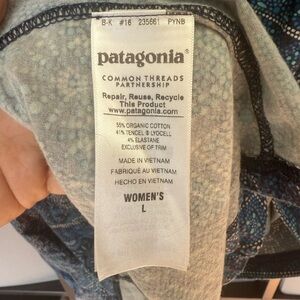 B-K #16 235661 PYNB
patagonia®
COMMON THREADS
PARTNERSHIP
Repair, Reuse, Recycle
This Product
www.patagonia.com
55% ORGANIC COTTON
41% TENCEL ® LYOCELL
4% ELASTANE
EXCLUSIVE OF TRIM
MADE IN VIETNAM
FABRIQUÉ AU VIETNAM
HECHO EN VIETNAM
WOMEN'S
L